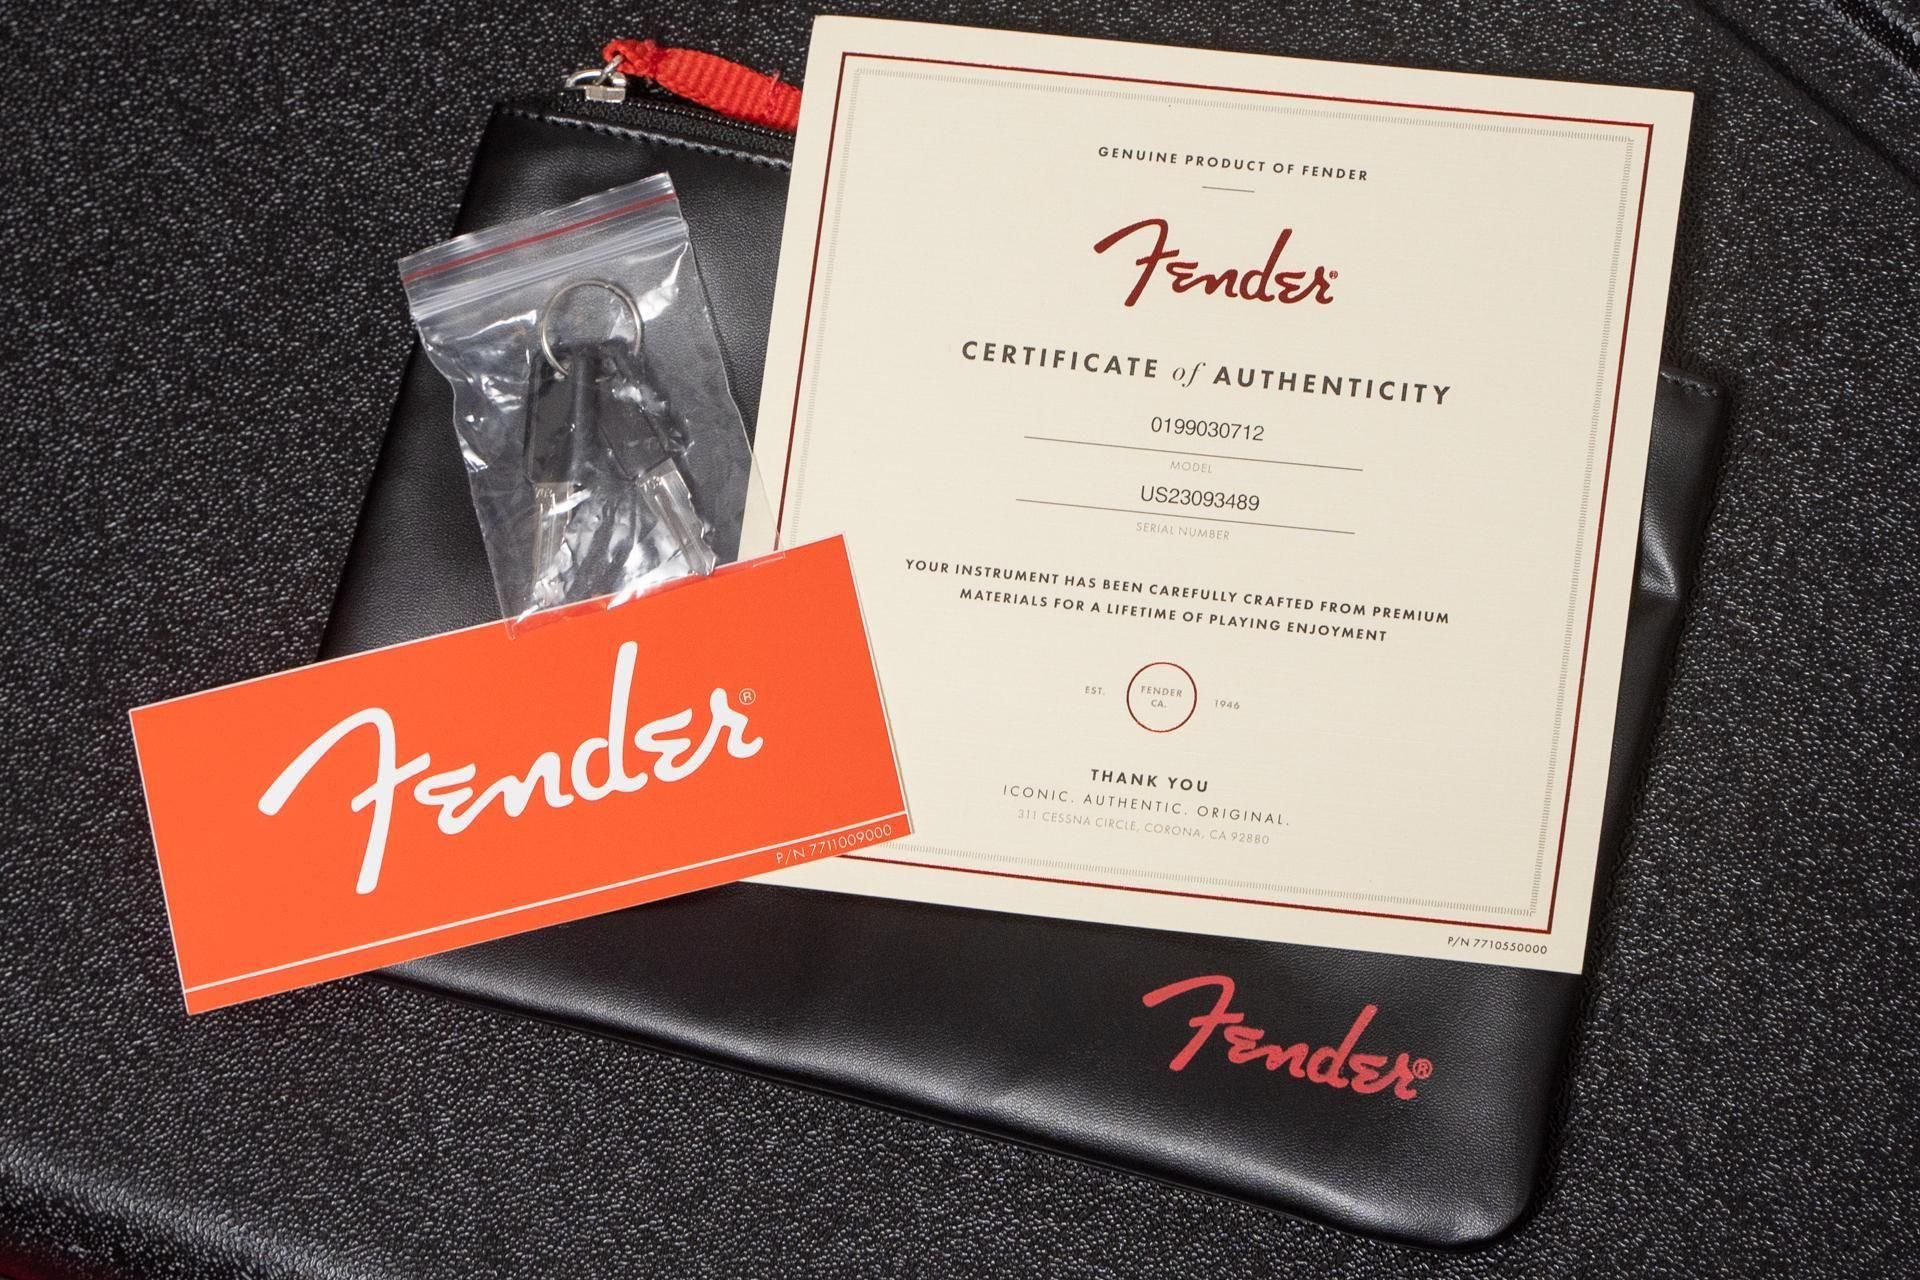 GENUINE PRODUCT OF FENDER
Fender®
CERTIFICATE of AUTHENTICITY
0199030712
MODEL
US23093489
SERIAL NUMBER
YOUR INSTRUMENT HAS BEEN CAREFULLY CRAFTED FROM PREMIUM
MATERIALS FOR A LIFETIME OF PLAYING ENJOYMENT
EST. FENDER CA. 1946
THANK YOU
ICONIC. AUTHENTIC. ORIGINAL.
311 CESSNA CIRCLE, CORONA, CA 92880
P/N 7710550000
Fender®
P/N 7711009000
Fender®